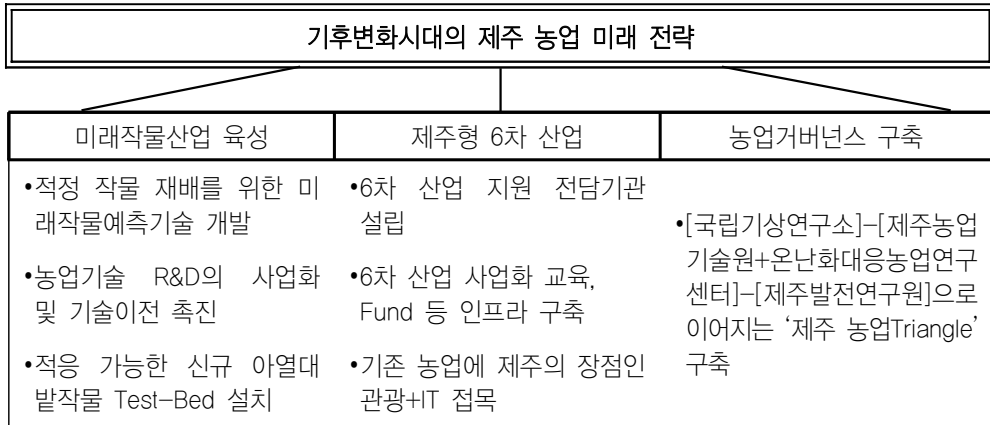 기후변화시대의 제주 농업 미래 전략
미래작물산업 육성
제주형 6차 산업
농업거버넌스 구축
•적정 작물 재배를 위한 미
래작물예측기술 개발
•농업기술 R&D의 사업화
및 기술이전 촉진
•적응 가능한 신규 아열대
밭작물 Test-Bed 설치
•6차 산업 지원 전담기관
설립
•6차 산업 사업화 교육,
Fund 등 인프라 구축
•기존 농업에 제주의 장점인
관광+IT 접목
•[국립기상연구소]-[제주농업
기술원+온난화대응농업연구
센터]-[제주발전연구원]으로
이어지는 ‘제주 농업Triangle’
구축